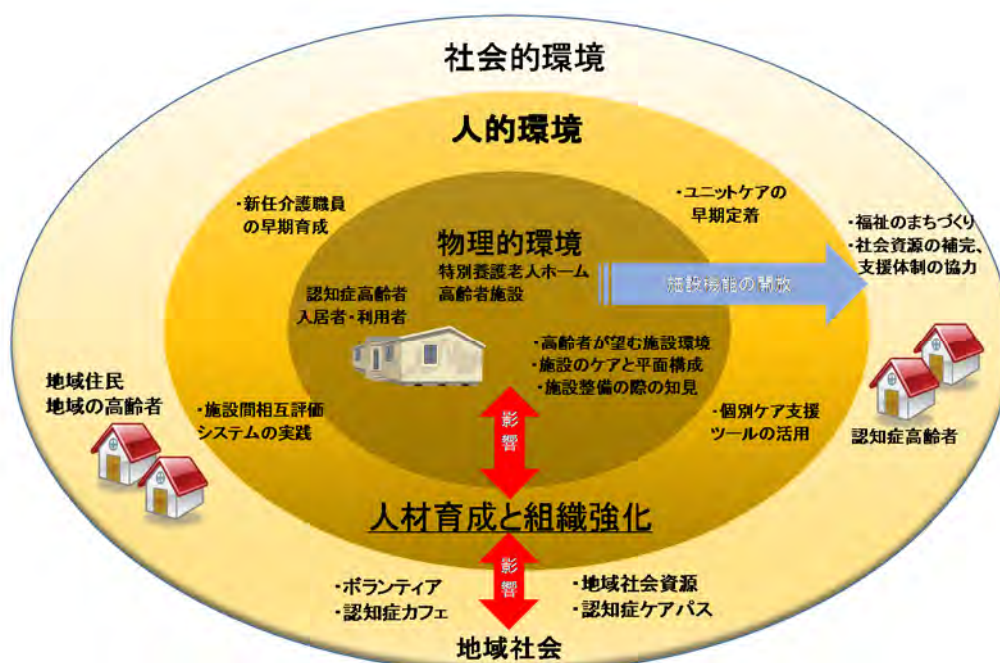 社会的環境
人的環境
・新任介護職員
の早期育成
・ユニットケアの
早期定着
物理的環境
特別養護老人ホーム
高齢者施設
認知症高齢者
入居者・利用者
施設機能の開放
・福祉のまちづくり
・社会資源の補完、
支援体制の協力
・高齢者が望む施設環境
・施設のケアと平面構成
・施設整備の際の知見
地域住民
地域の高齢者
・施設間相互評価
システムの実践
影響
・個別ケア支援
ツールの活用
認知症高齢者
人材育成と組織強化
影響
・ボランティア
・認知症カフェ
・地域社会資源
・認知症ケアパス
地域社会